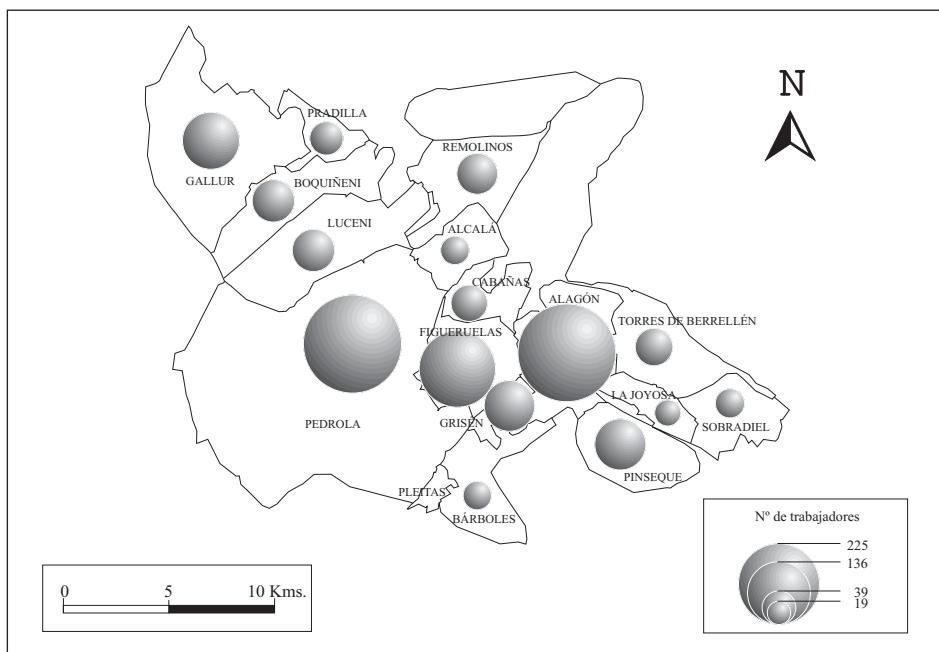 N
PRADILLA
REMOLINOS
GALLUR
BOQUIÑENI
LUCENI
ALCALÁ
CABAÑAS
ALAGÓN
TORRES DE BERRELLÉN
FIGUERUELAS
LA JOYOSA
PEDROLA
GRISÉN
SOBRADIEL
PINSEQUE
PLEITAS
BÁRBOLES
0 5 10 Kms.
Nº de trabajadores
225
136
39
19